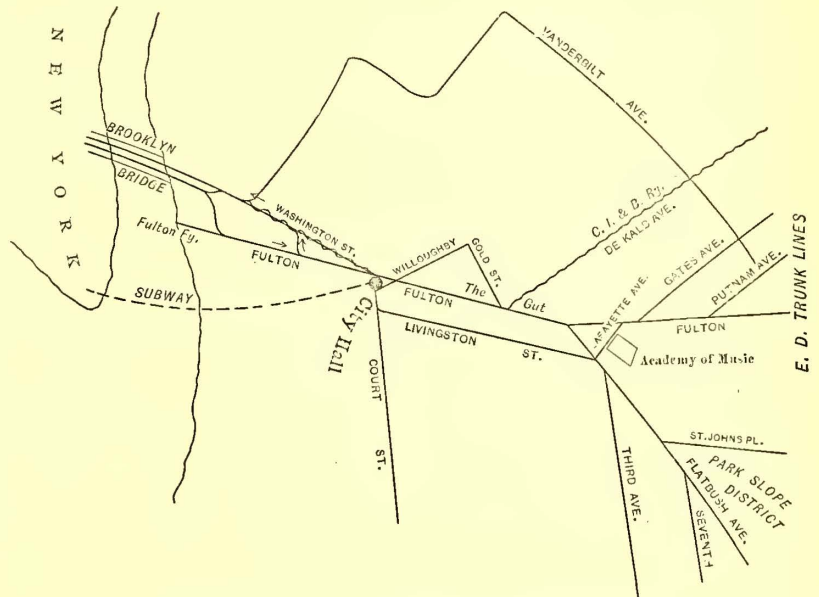 NEW YORK
BROOKLYN
BRIDGE
Fulton Fy.
FULTON
WASHINGTON ST.
SUBWAY
City Hall
WILLOUGHBY
GOLD ST.
FULTON
The Gut
LIVINGSTON ST.
COURT ST.
VANDERBILT AVE.
C. I. & B. Ry.
DE KALB AVE.
LAFAYETTE AVE.
GATES AVE.
PUTNAM AVE.
FULTON
Academy of Music
E. D. TRUNK LINES
ST. JOHNS PL.
PARK SLOPE
DISTRICT
FLATBUSH AVE.
THIRD AVE.
SEVENTH